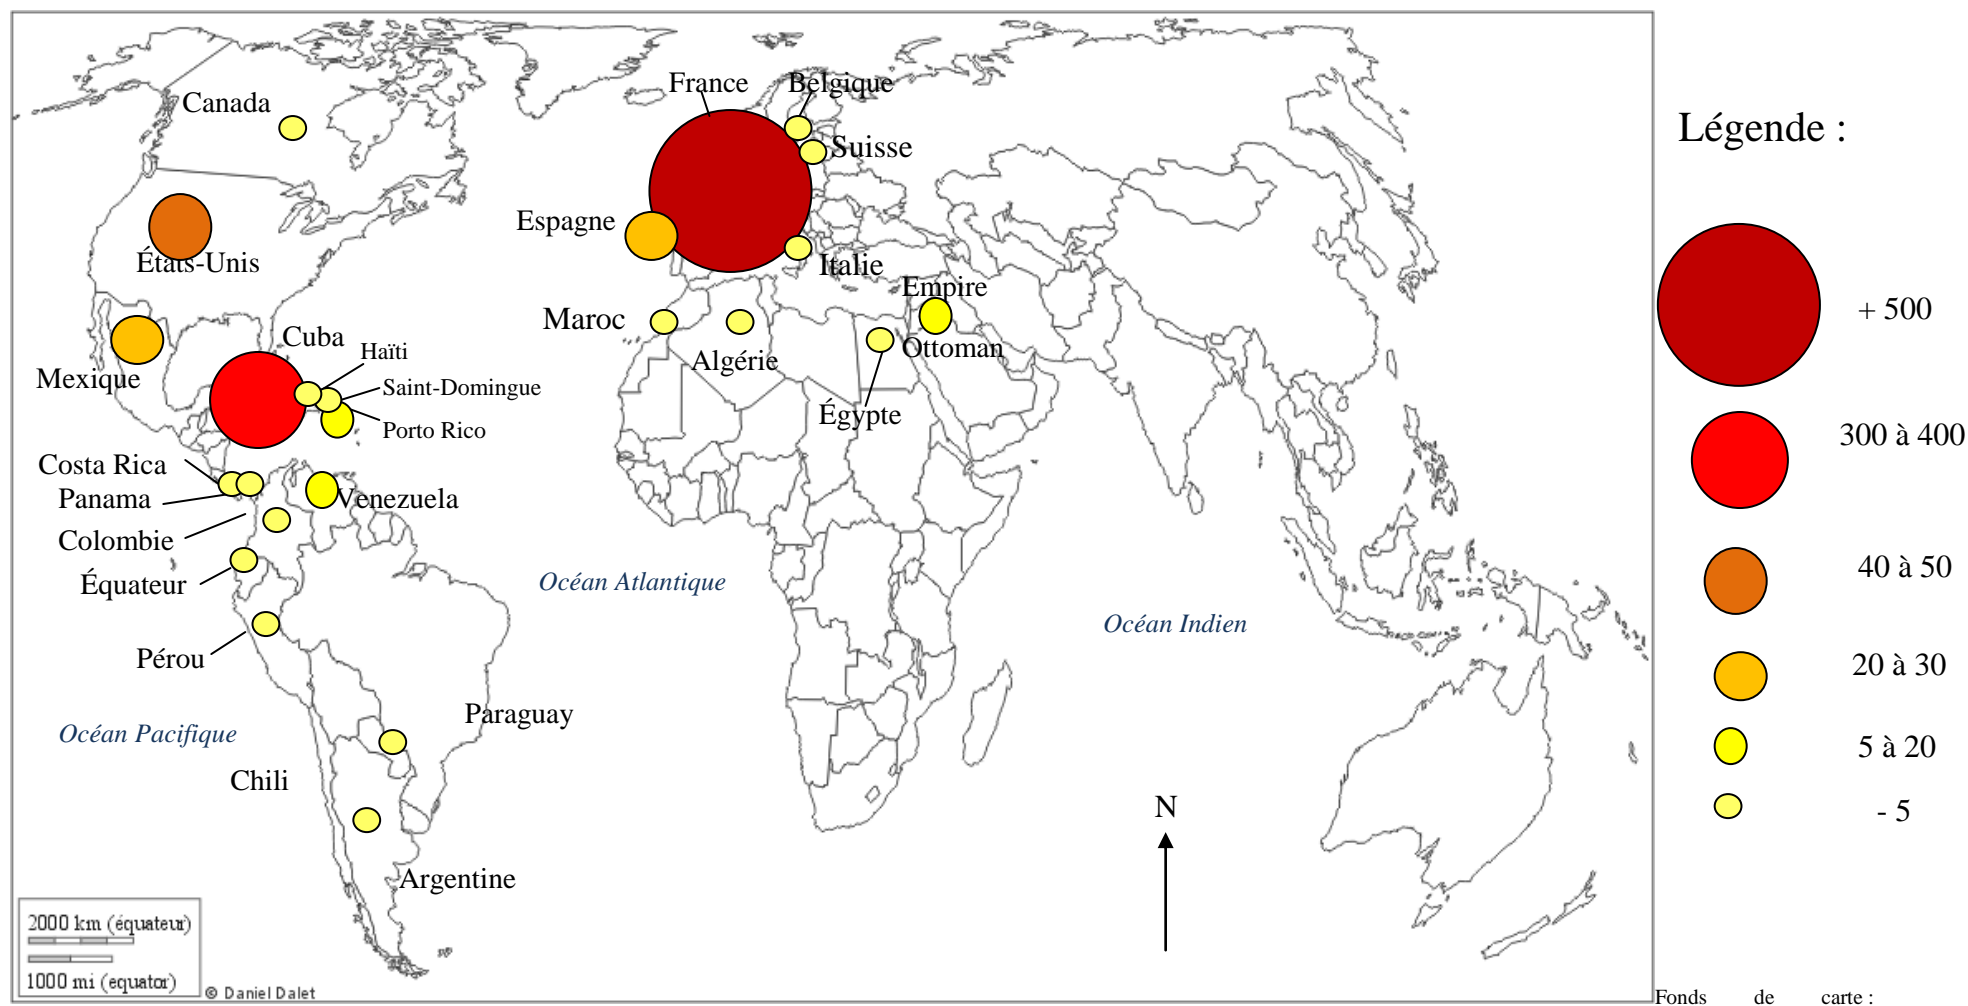 France
Belgique
Canada
Suisse
Espagne
États-Unis
Italie
Empire
Ottoman
Maroc
Algérie
Égypte
Cuba
Haïti
Mexique
Saint-Domingue
Porto Rico
Costa Rica
Panama
Venezuela
Colombie
Équateur
Pérou
Paraguay
Chili
Argentine
Océan Atlantique
Océan Indien
Océan Pacifique
N
2000 km (équateur)
1000 mi (equator)
© Daniel Dalet
Légende :
+ 500
300 à 400
40 à 50
20 à 30
5 à 20
- 5
Fonds de carte :